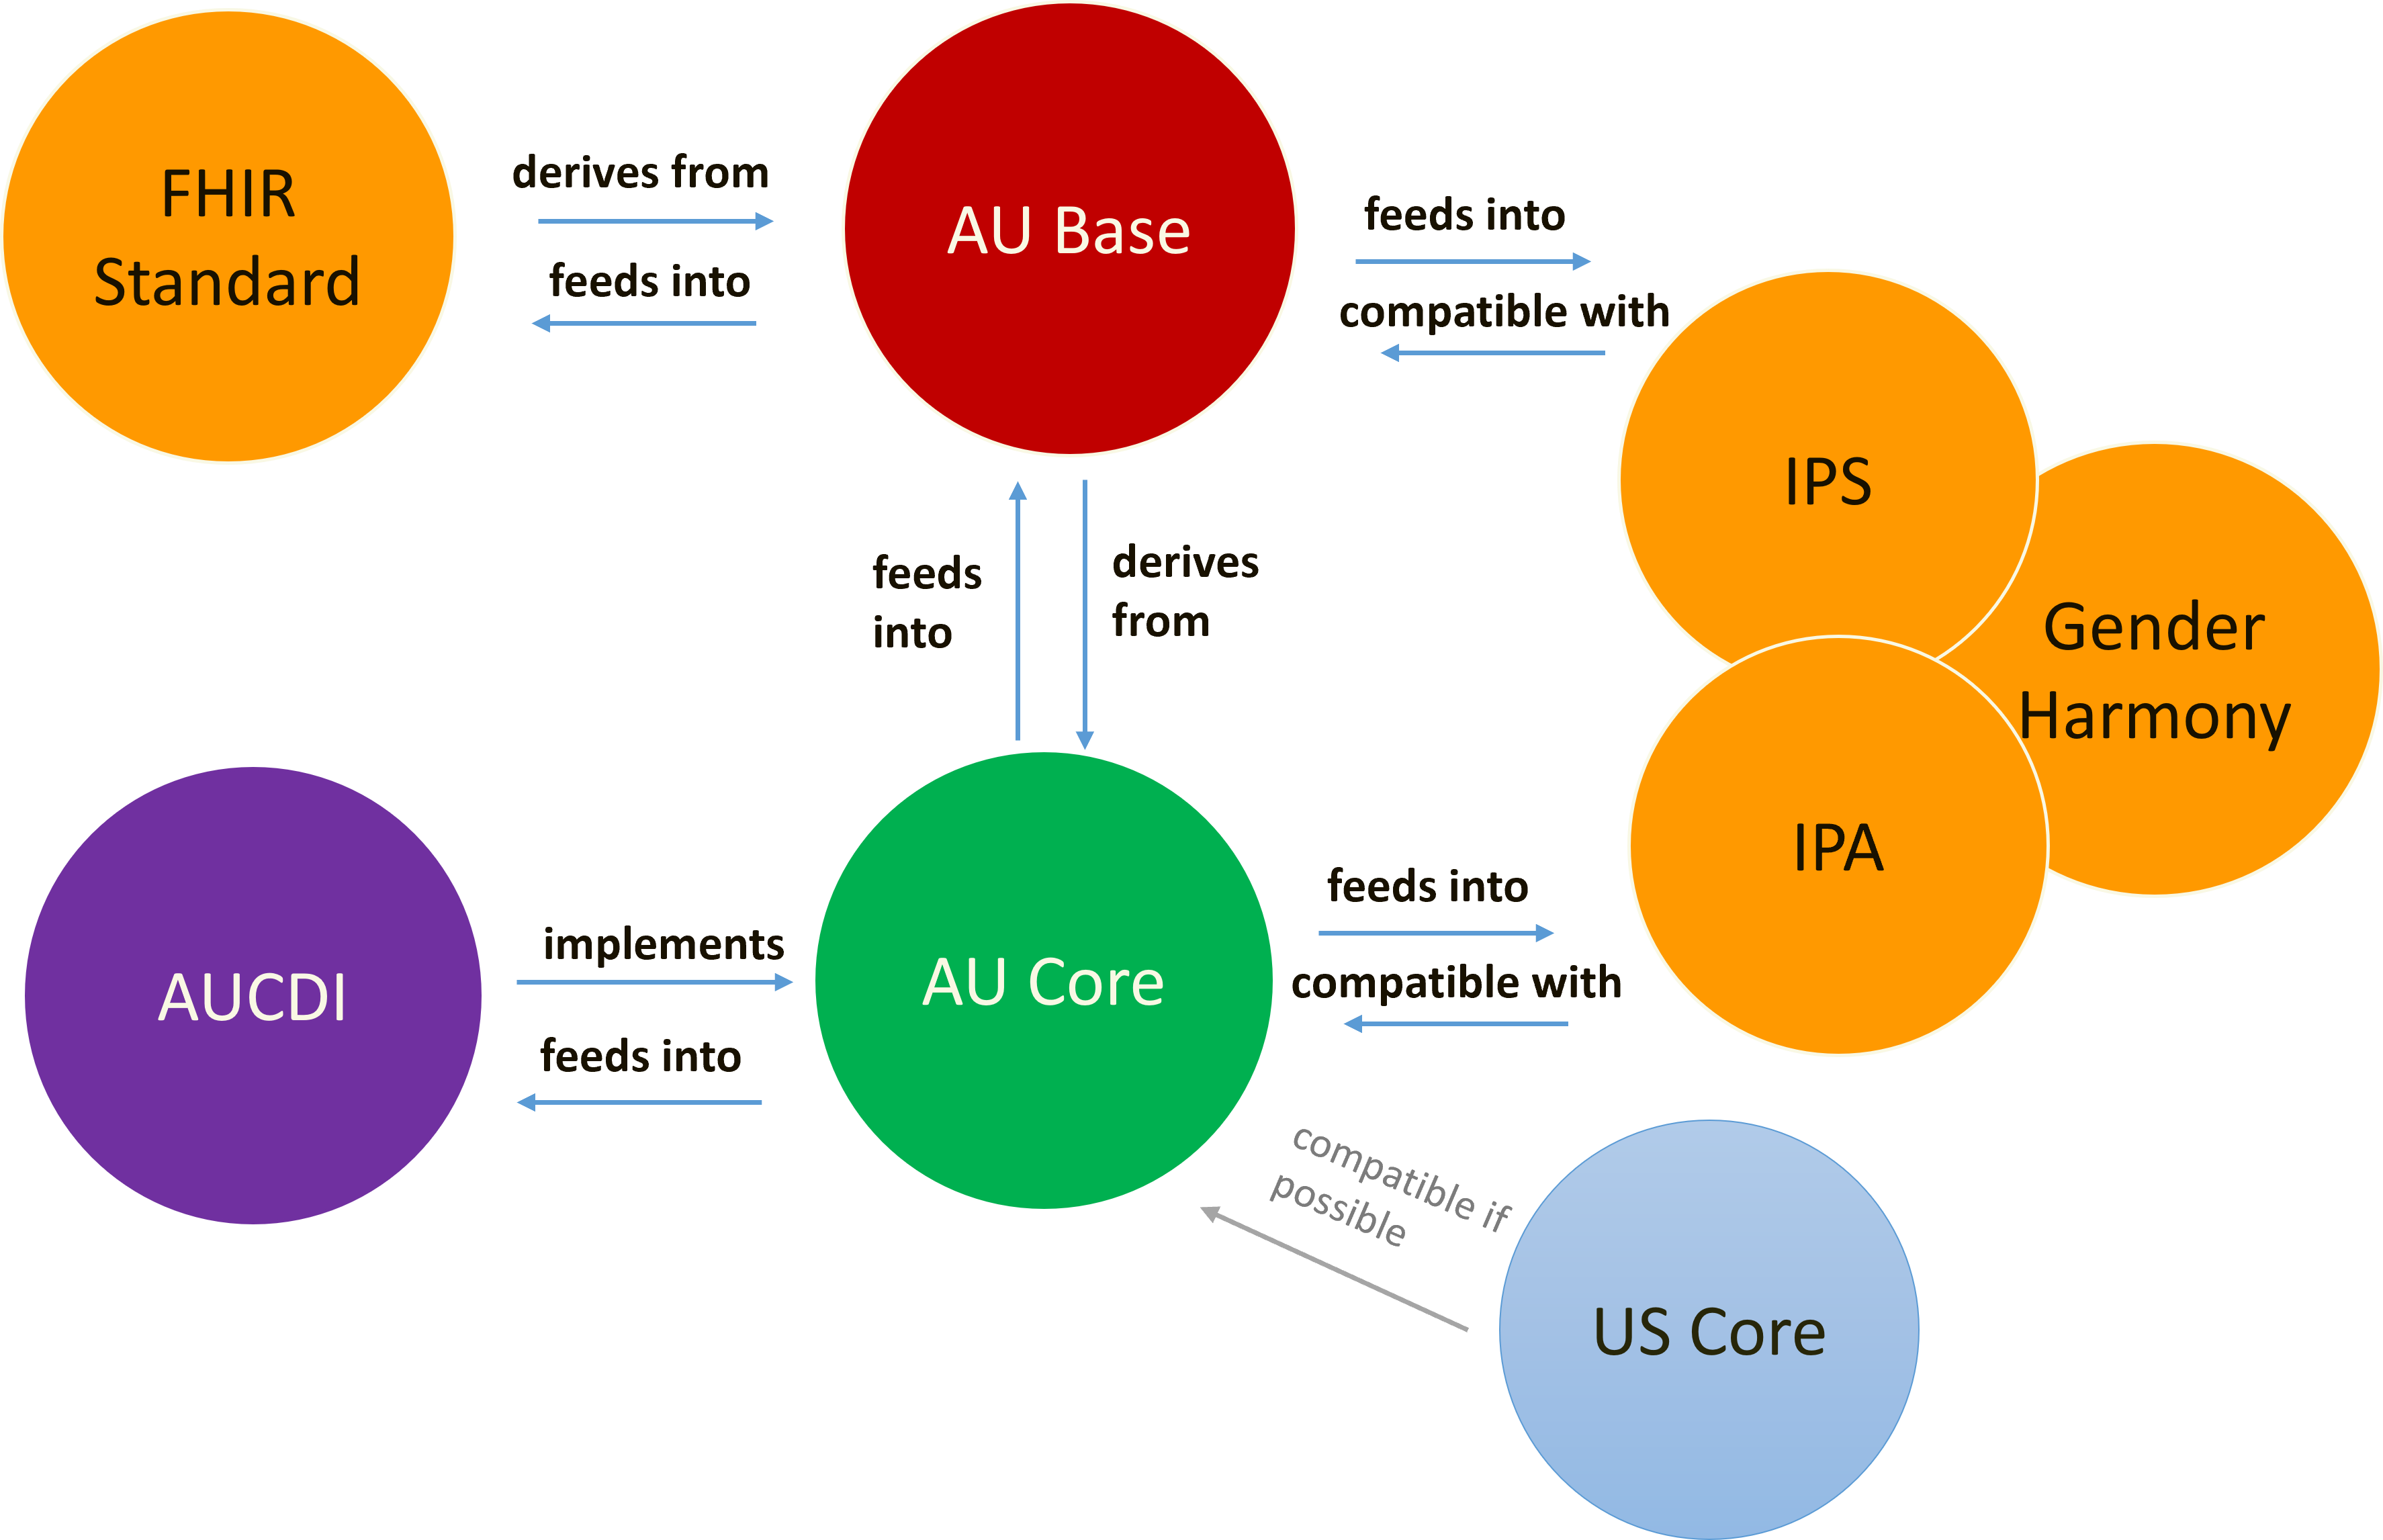 FHIR
Standard
derives from
feeds into
AU Base
feeds into
compatible with
IPS
Gender
Harmony
IPA
feeds
into
derives
from
AUCDI
implements
feeds into
AU Core
feeds into
compatible with
compatible if
possible
US Core